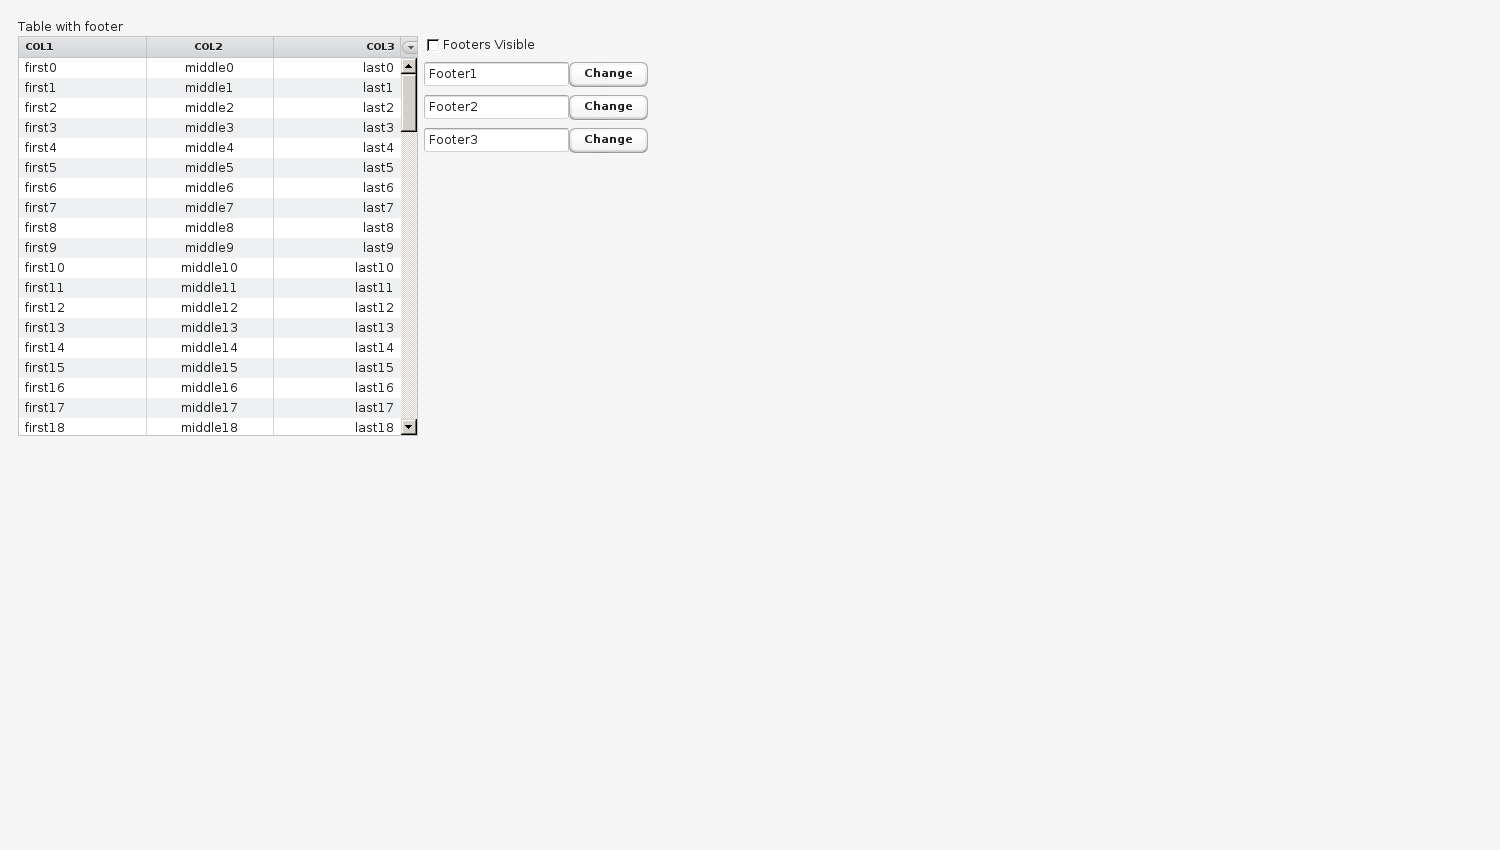 Table with footer
COL1 COL2 COL3
first0 middle0 last0
first1 middle1 last1
first2 middle2 last2
first3 middle3 last3
first4 middle4 last4
first5 middle5 last5
first6 middle6 last6
first7 middle7 last7
first8 middle8 last8
first9 middle9 last9
first10 middle10 last10
first11 middle11 last11
first12 middle12 last12
first13 middle13 last13
first14 middle14 last14
first15 middle15 last15
first16 middle16 last16
first17 middle17 last17
first18 middle18 last18
Footers Visible
Footer1 Change
Footer2 Change
Footer3 Change